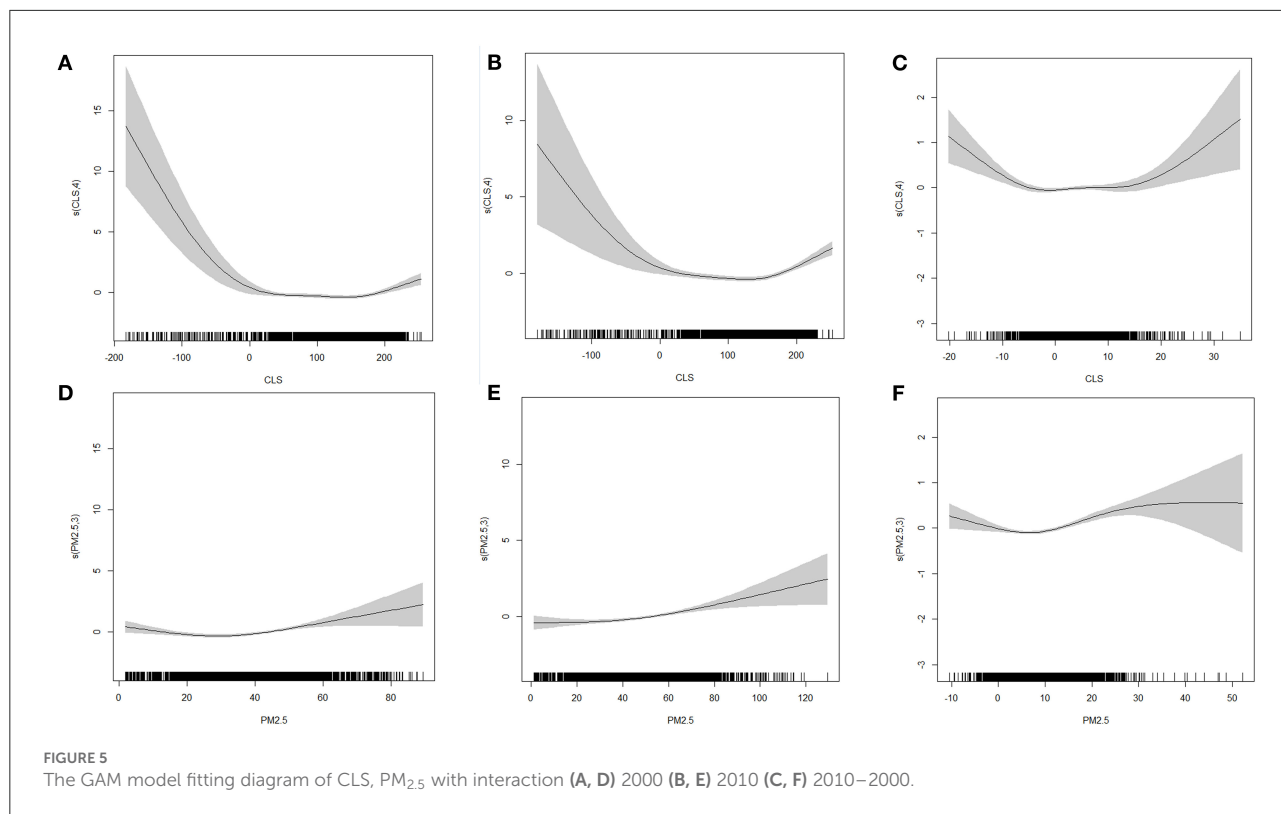 A
15
10
5
0
s(CLS,4)
-200 -100 0 100 200
CLS
B
10
5
0
s(CLS,4)
-100 0 100 200
CLS
C
2
1
0
-1
-2
-3
s(CLS,4)
-20 -10 0 10 20 30
CLS
D
15
10
5
0
s(PM2.5,3)
0 20 40 60 80
PM2.5
E
10
5
0
s(PM2.5,3)
0 20 40 60 80 100 120
PM2.5
F
2
1
0
-1
-2
-3
s(PM2.5,3)
-10 0 10 20 30 40 50
PM2.5
FIGURE 5
The GAM model fitting diagram of CLS, PM2.5 with interaction (A, D) 2000 (B, E) 2010 (C, F) 2010–2000.